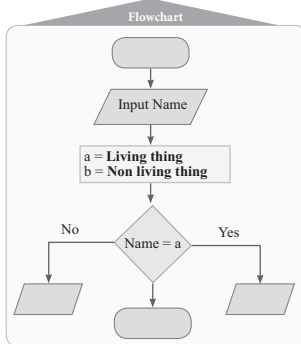 Flowchart
Input Name
a = Living thing
b = Non living thing
No
Name = a
Yes